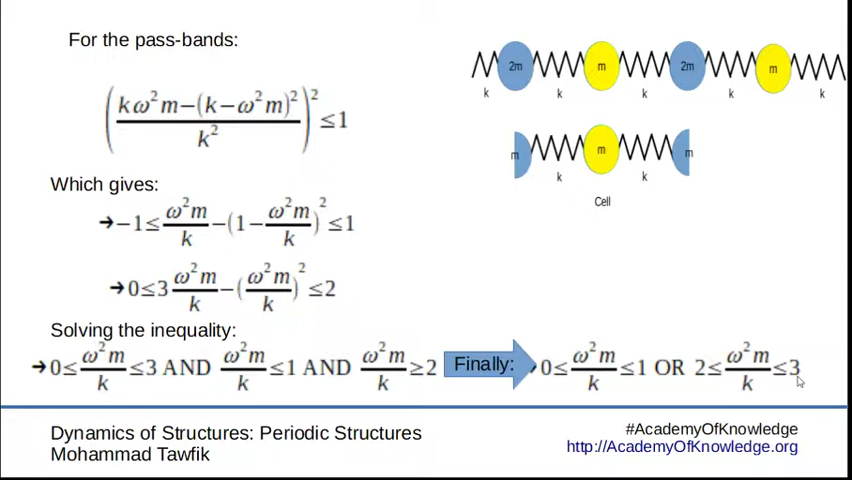 For the pass-bands:
2m m 2m m
k k k k k
((kω²m−(k−ω²m)²)/k²)² ≤1
m m m
k k
Cell
Which gives:
→−1≤ω²m/k−(1−ω²m/k)²≤1
→0≤3 ω²m/k−(ω²m/k)²≤2
Solving the inequality:
→0≤ω²m/k≤3 AND ω²m/k≤1 AND ω²m/k≥2 Finally: 0≤ω²m/k≤1 OR 2≤ω²m/k≤3
Dynamics of Structures: Periodic Structures
Mohammad Tawfik
#AcademyOfKnowledge
http://AcademyOfKnowledge.org